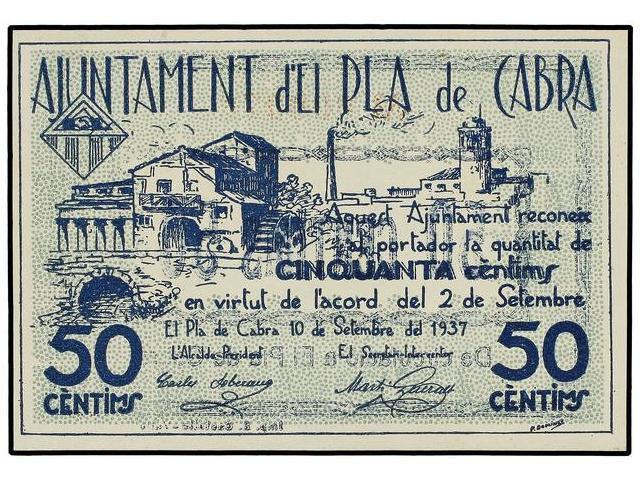 AJUNTAMENT d'El PLA de CABRA
Aquest Ajuntament reconeix
al portador la quantitat de
CINQUANTA cèntims
en virtut de l'acord del 2 de Setembre
El Pla de Cabra 10 de Setembre del 1937
L'Alcalde-President El Secretari-Interventor
50 50
CÈNTIMS CÈNTIMS